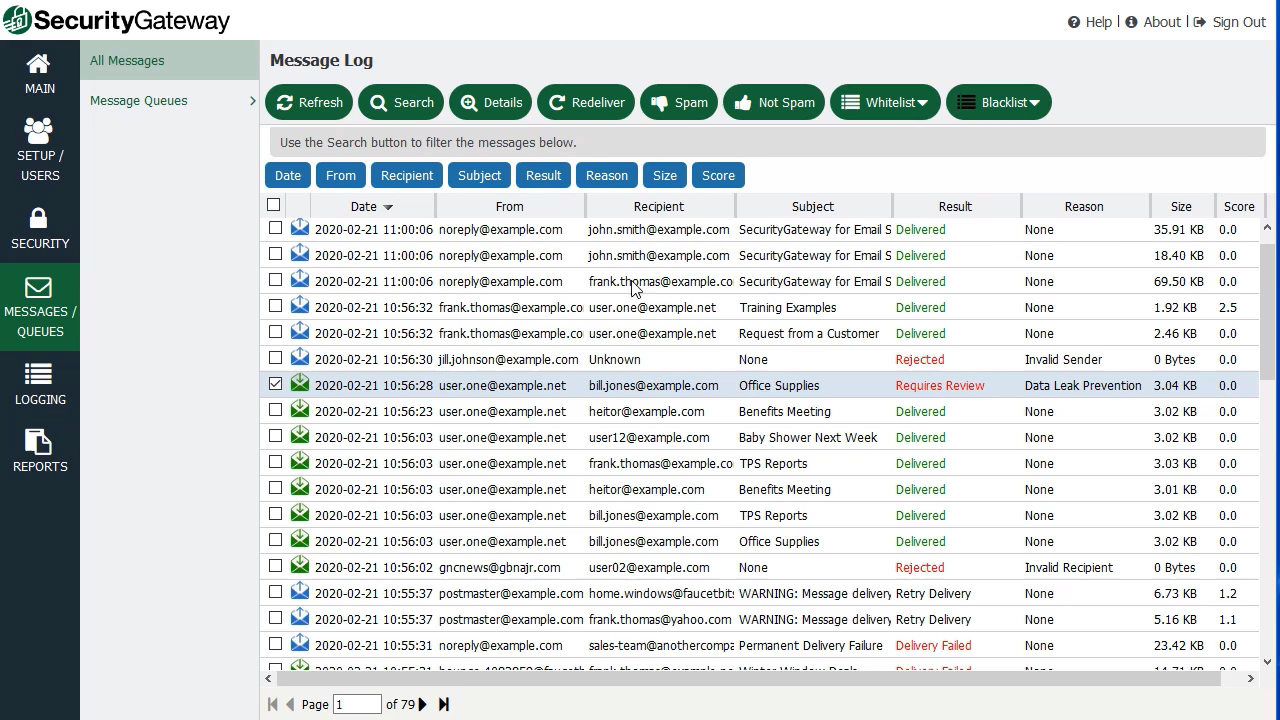 SecurityGateway
Help About Sign Out
MAIN
SETUP / USERS
SECURITY
MESSAGES / QUEUES
LOGGING
REPORTS
All Messages
Message Queues
Message Log
Refresh Search Details Redeliver Spam Not Spam Whitelist Blacklist
Use the Search button to filter the messages below.
Date From Recipient Subject Result Reason Size Score
Date From Recipient Subject Result Reason Size Score
2020-02-21 11:00:06 noreply@example.com john.smith@example.com SecurityGateway for Email S Delivered None 35.91 KB 0.0
2020-02-21 11:00:06 noreply@example.com john.smith@example.com SecurityGateway for Email S Delivered None 18.40 KB 0.0
2020-02-21 11:00:06 noreply@example.com frank.thomas@example.co SecurityGateway for Email S Delivered None 69.50 KB 0.0
2020-02-21 10:56:32 frank.thomas@example.co user.one@example.net Training Examples Delivered None 1.92 KB 2.5
2020-02-21 10:56:32 frank.thomas@example.co user.one@example.net Request from a Customer Delivered None 2.46 KB 0.0
2020-02-21 10:56:30 jill.johnson@example.com Unknown None Rejected Invalid Sender 0 Bytes 0.0
2020-02-21 10:56:28 user.one@example.net bill.jones@example.com Office Supplies Requires Review Data Leak Prevention 3.04 KB 0.0
2020-02-21 10:56:23 user.one@example.net heitor@example.com Benefits Meeting Delivered None 3.02 KB 0.0
2020-02-21 10:56:03 user.one@example.net user12@example.com Baby Shower Next Week Delivered None 3.02 KB 0.0
2020-02-21 10:56:03 user.one@example.net frank.thomas@example.co TPS Reports Delivered None 3.03 KB 0.0
2020-02-21 10:56:03 user.one@example.net heitor@example.com Benefits Meeting Delivered None 3.01 KB 0.0
2020-02-21 10:56:03 user.one@example.net bill.jones@example.com TPS Reports Delivered None 3.02 KB 0.0
2020-02-21 10:56:03 user.one@example.net bill.jones@example.com Office Supplies Delivered None 3.02 KB 0.0
2020-02-21 10:56:02 gncnews@gbnajr.com user02@example.com None Rejected Invalid Recipient 0 Bytes 0.0
2020-02-21 10:55:37 postmaster@example.com home.windows@faucetbits WARNING: Message delivery Retry Delivery None 6.73 KB 1.2
2020-02-21 10:55:37 postmaster@example.com frank.thomas@yahoo.com WARNING: Message delivery Retry Delivery None 5.16 KB 1.1
2020-02-21 10:55:31 noreply@example.com sales-team@anothercompa Permanent Delivery Failure Delivery Failed None 23.42 KB 0.0
Page 1 of 79